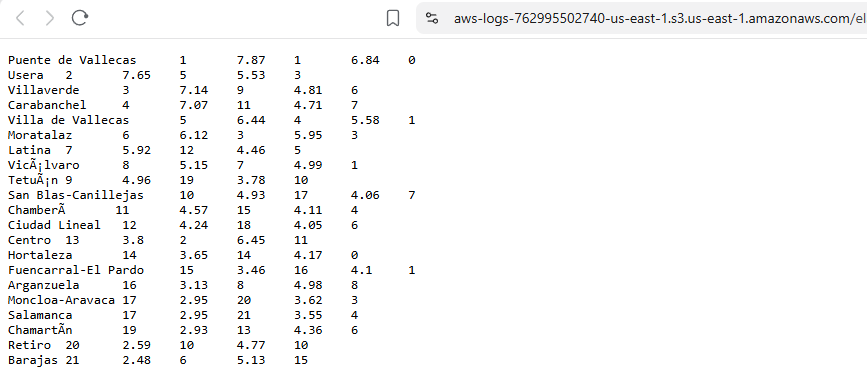 aws-logs-762995502740-us-east-1.s3.us-east-1.amazonaws.com/el
Puente de Vallecas 1 7.87 1 6.84 0
Usera 2 7.65 5 5.53 3
Villaverde 3 7.14 9 4.81 6
Carabanchel 4 7.07 11 4.71 7
Villa de Vallecas 5 6.44 4 5.58 1
Moratalaz 6 6.12 3 5.95 3
Latina 7 5.92 12 4.46 5
VicÃ¡lvaro 8 5.15 7 4.99 1
TetuÃ¡n 9 4.96 19 3.78 10
San Blas-Canillejas 10 4.93 17 4.06 7
ChamberÃ 11 4.57 15 4.11 4
Ciudad Lineal 12 4.24 18 4.05 6
Centro 13 3.8 2 6.45 11
Hortaleza 14 3.65 14 4.17 0
Fuencarral-El Pardo 15 3.46 16 4.1 1
Arganzuela 16 3.13 8 4.98 8
Moncloa-Aravaca 17 2.95 20 3.62 3
Salamanca 17 2.95 21 3.55 4
ChamartÃn 19 2.93 13 4.36 6
Retiro 20 2.59 10 4.77 10
Barajas 21 2.48 6 5.13 15